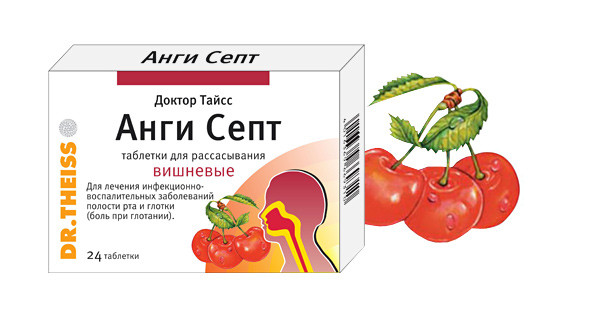 Анги Септ
Доктор Тайсс
Анги Септ
таблетки для рассасывания
вишневые
Для лечения инфекционно-
воспалительных заболеваний
полости рта и глотки
(боль при глотании).
24 таблетки
DR.THEISS